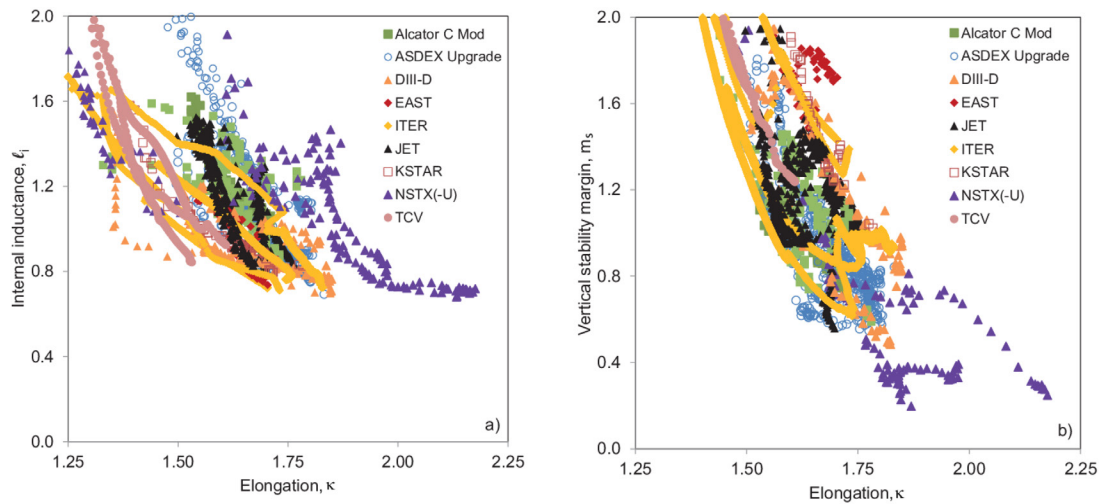 2.0
1.6
1.2
0.8
0.4
0.0
Internal inductance, ℓi
1.25
1.50
1.75
2.00
2.25
Elongation, κ
Alcator C Mod
ASDEX Upgrade
DIII-D
EAST
ITER
JET
KSTAR
NSTX(-U)
TCV
a)
2.0
1.6
1.2
0.8
0.4
0.0
Vertical stability margin, ms
1.25
1.50
1.75
2.00
2.25
Elongation, κ
Alcator C Mod
ASDEX Upgrade
DIII-D
EAST
JET
ITER
KSTAR
NSTX(-U)
TCV
b)